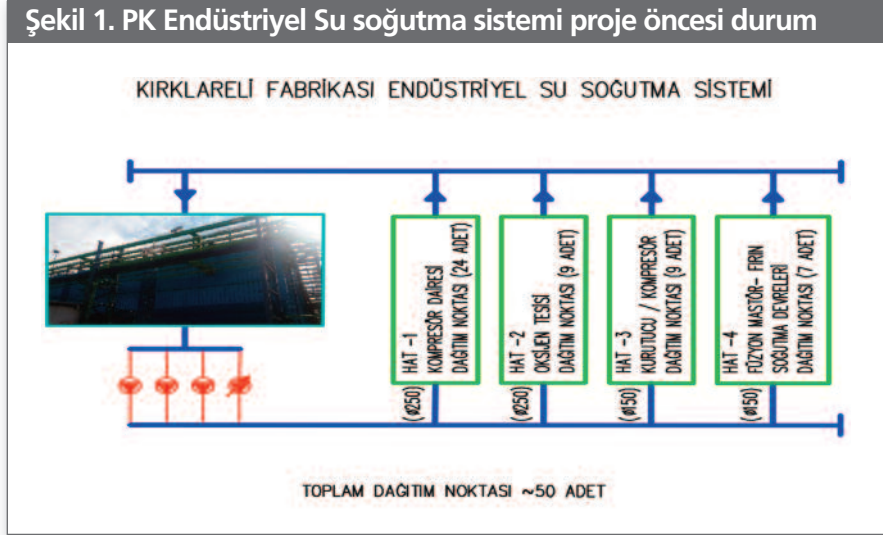 Şekil 1. PK Endüstriyel Su soğutma sistemi proje öncesi durum
KIRKLARELİ FABRİKASI ENDÜSTRİYEL SU SOĞUTMA SİSTEMİ
HAT -1
KOMPRESÖR DAİRESİ
DAĞITIM NOKTASI (24 ADET)
(ø250)
HAT -2
OKSİJEN TESİSİ
DAĞITIM NOKTASI (9 ADET)
(ø250)
HAT -3
KURUTUCU / KOMPRESÖR
DAĞITIM NOKTASI (9 ADET)
(ø150)
HAT -4
FÜZYON MASTÖR- FIRIN
SOĞUTMA DEVRELERİ
DAĞITIM NOKTASI (7 ADET)
(ø150)
TOPLAM DAĞITIM NOKTASI ~50 ADET